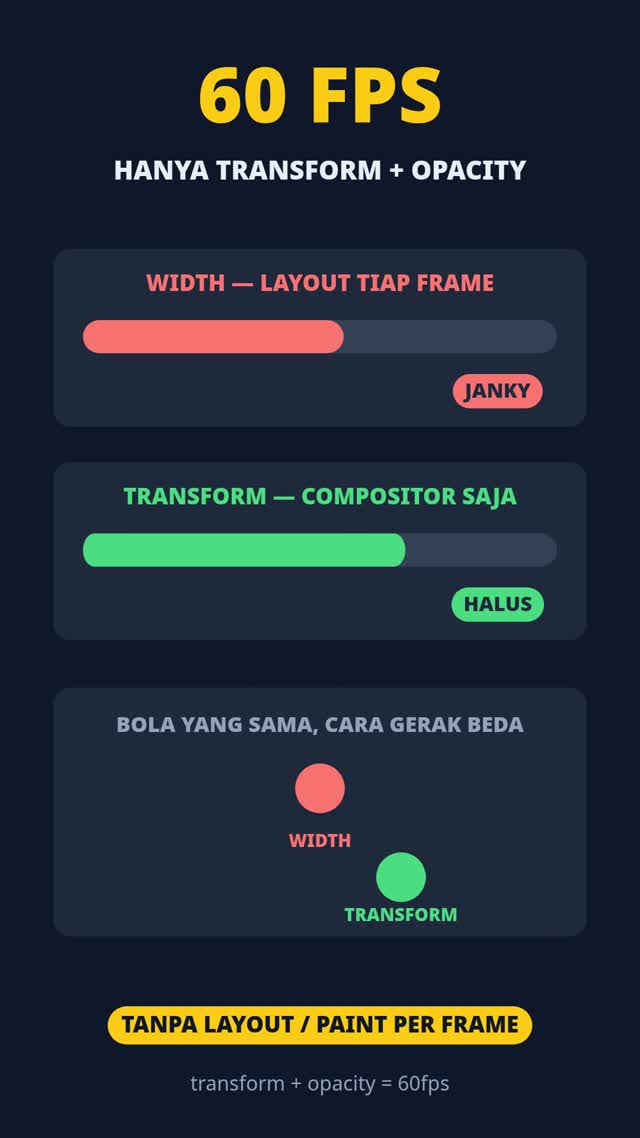 60 FPS
HANYA TRANSFORM + OPACITY
WIDTH — LAYOUT TIAP FRAME
JANKY
TRANSFORM — COMPOSITOR SAJA
HALUS
BOLA YANG SAMA, CARA GERAK BEDA
WIDTH
TRANSFORM
TANPA LAYOUT / PAINT PER FRAME
transform + opacity = 60fps